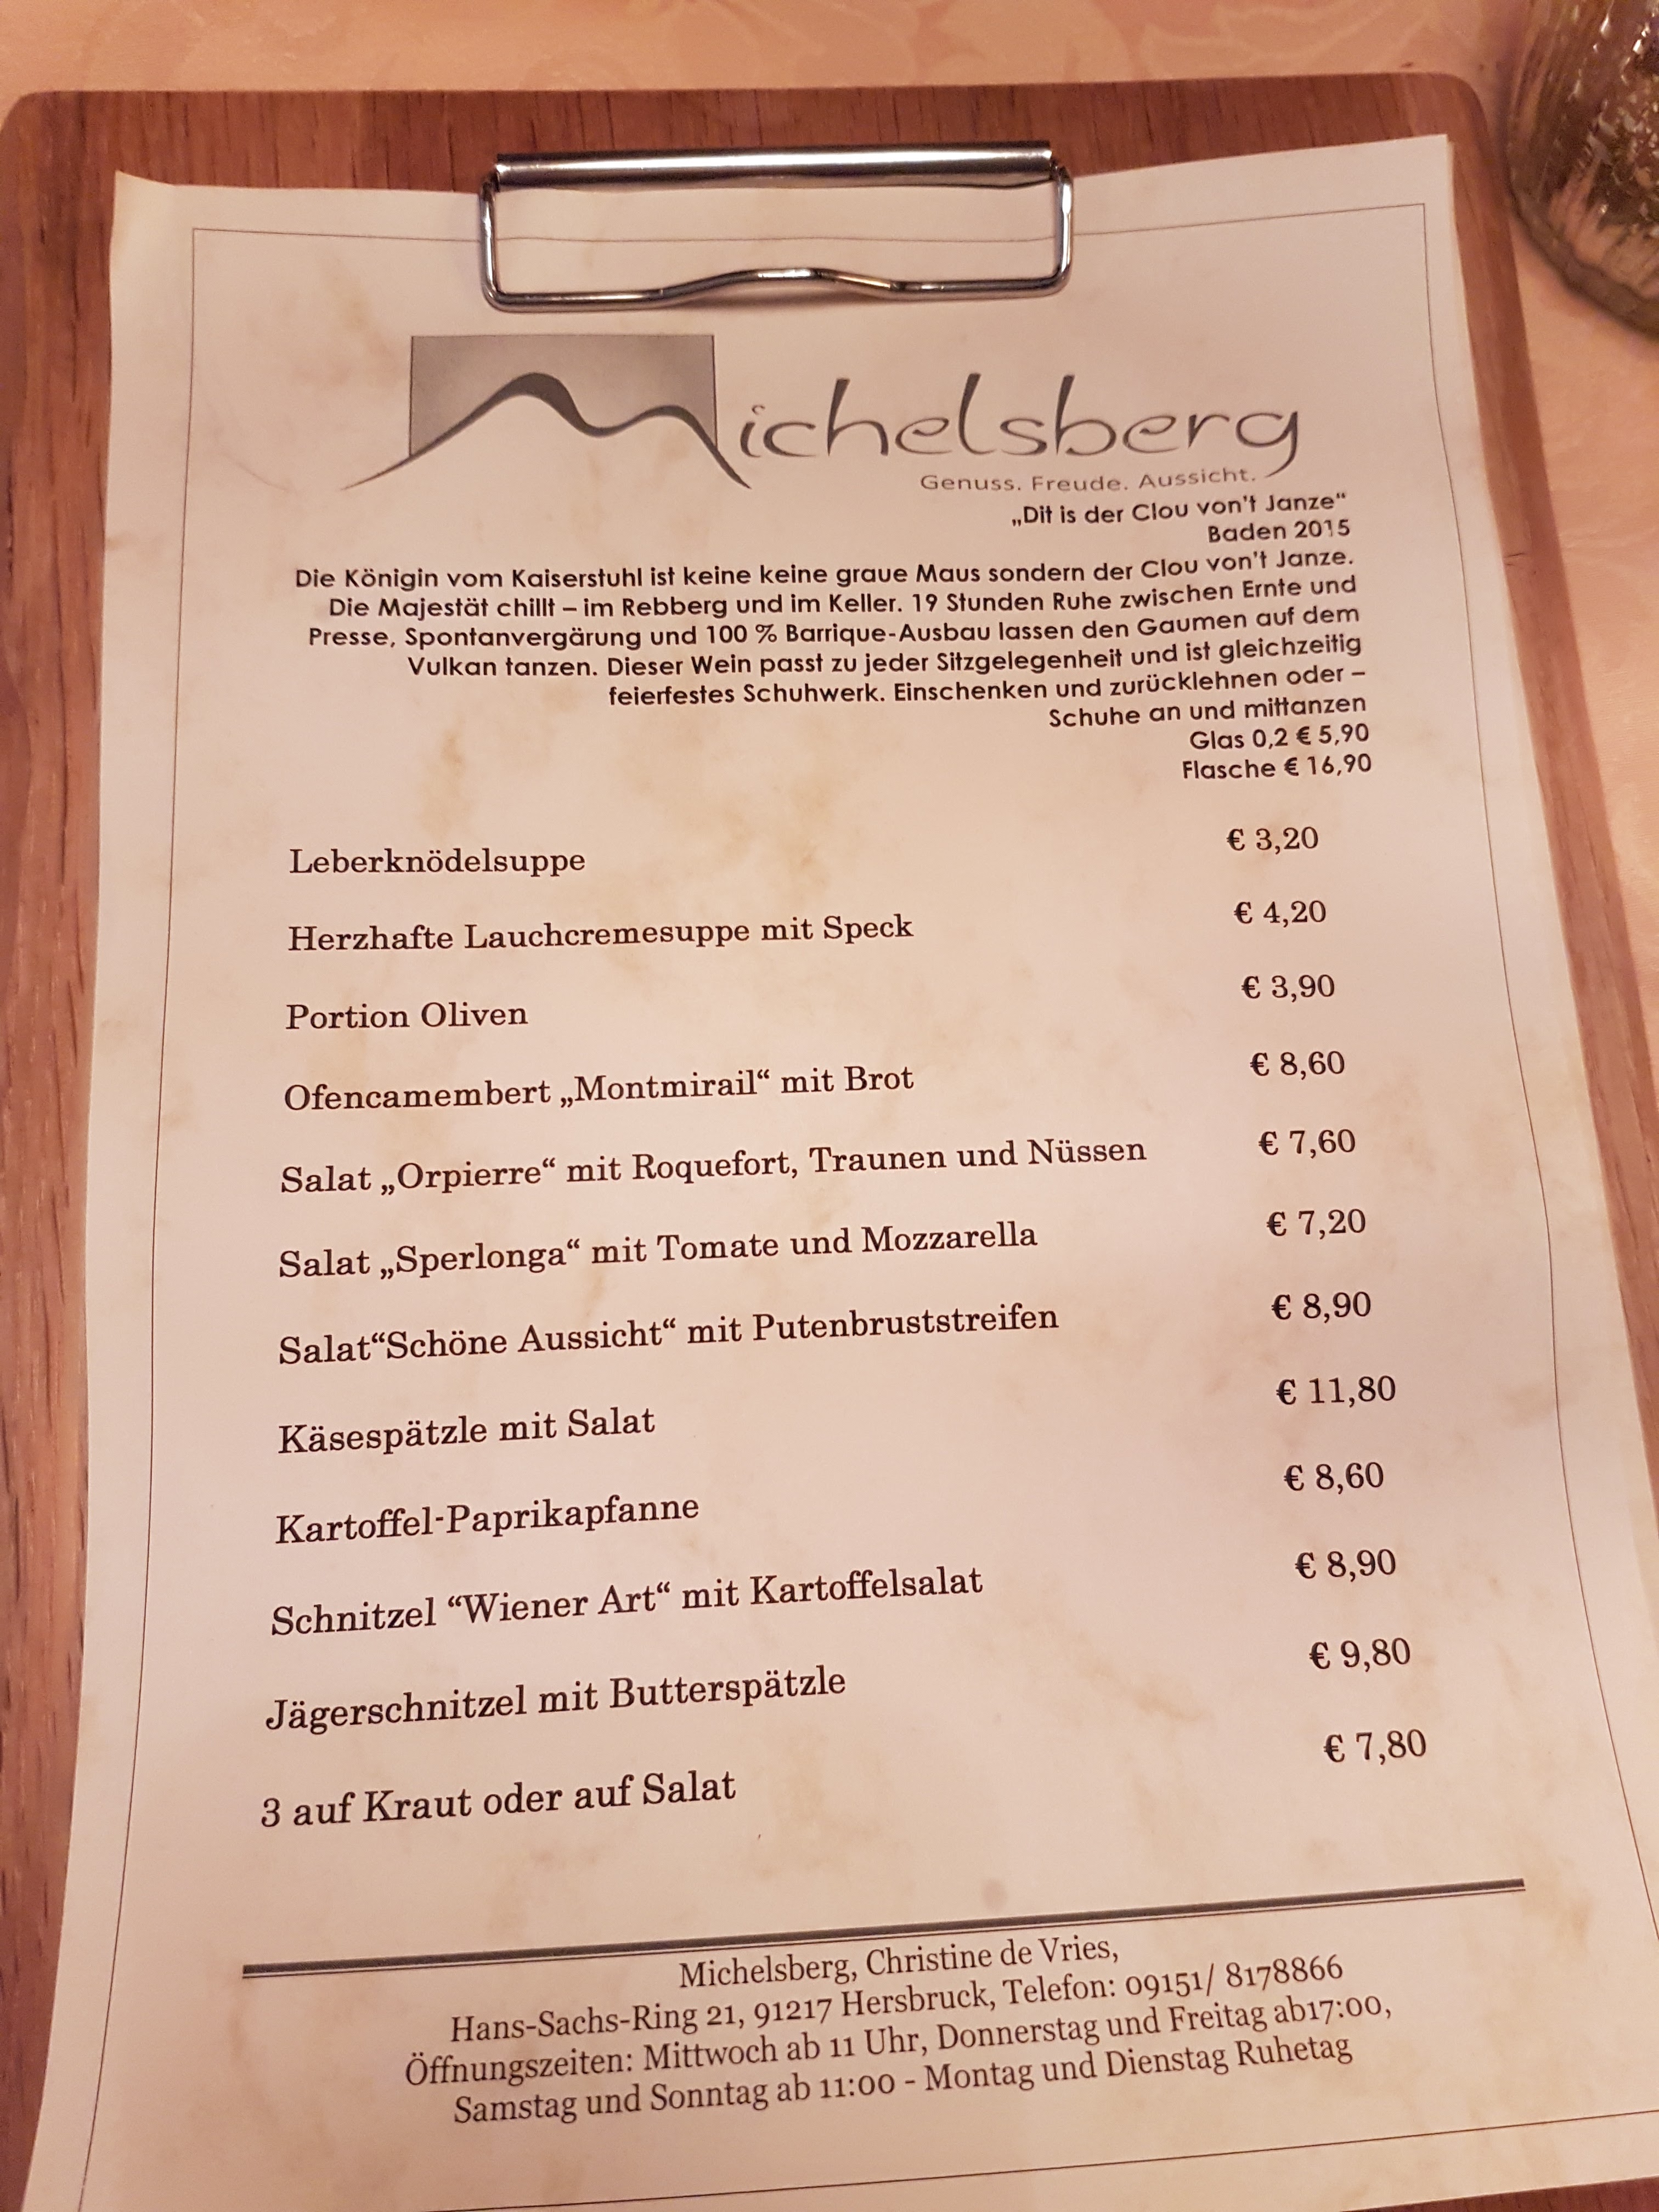 Michelsberg
Genuss. Freude. Aussicht.
„Dit is der Clou von't Janze“
Baden 2015
Die Königin vom Kaiserstuhl ist keine keine graue Maus sondern der Clou von't Janze.
Die Majestät chillt – im Rebberg und im Keller. 19 Stunden Ruhe zwischen Ernte und
Presse, Spontanvergärung und 100 % Barrique-Ausbau lassen den Gaumen auf dem
Vulkan tanzen. Dieser Wein passt zu jeder Sitzgelegenheit und ist gleichzeitig
feierfestes Schuhwerk. Einschenken und zurücklehnen oder –
Schuhe an und mittanzen
Glas 0,2 € 5,90
Flasche € 16,90
Leberknödelsuppe € 3,20
Herzhafte Lauchcremesuppe mit Speck € 4,20
Portion Oliven € 3,90
Ofencamembert „Montmirail“ mit Brot € 8,60
Salat „Orpierre“ mit Roquefort, Traunen und Nüssen € 7,60
Salat „Sperlonga“ mit Tomate und Mozzarella € 7,20
Salat“Schöne Aussicht“ mit Putenbruststreifen € 8,90
Käsespätzle mit Salat € 11,80
Kartoffel-Paprikapfanne € 8,60
Schnitzel “Wiener Art“ mit Kartoffelsalat € 8,90
Jägerschnitzel mit Butterspätzle € 9,80
3 auf Kraut oder auf Salat € 7,80
Michelsberg, Christine de Vries,
Hans-Sachs-Ring 21, 91217 Hersbruck, Telefon: 09151/ 8178866
Öffnungszeiten: Mittwoch ab 11 Uhr, Donnerstag und Freitag ab17:00,
Samstag und Sonntag ab 11:00 - Montag und Dienstag Ruhetag